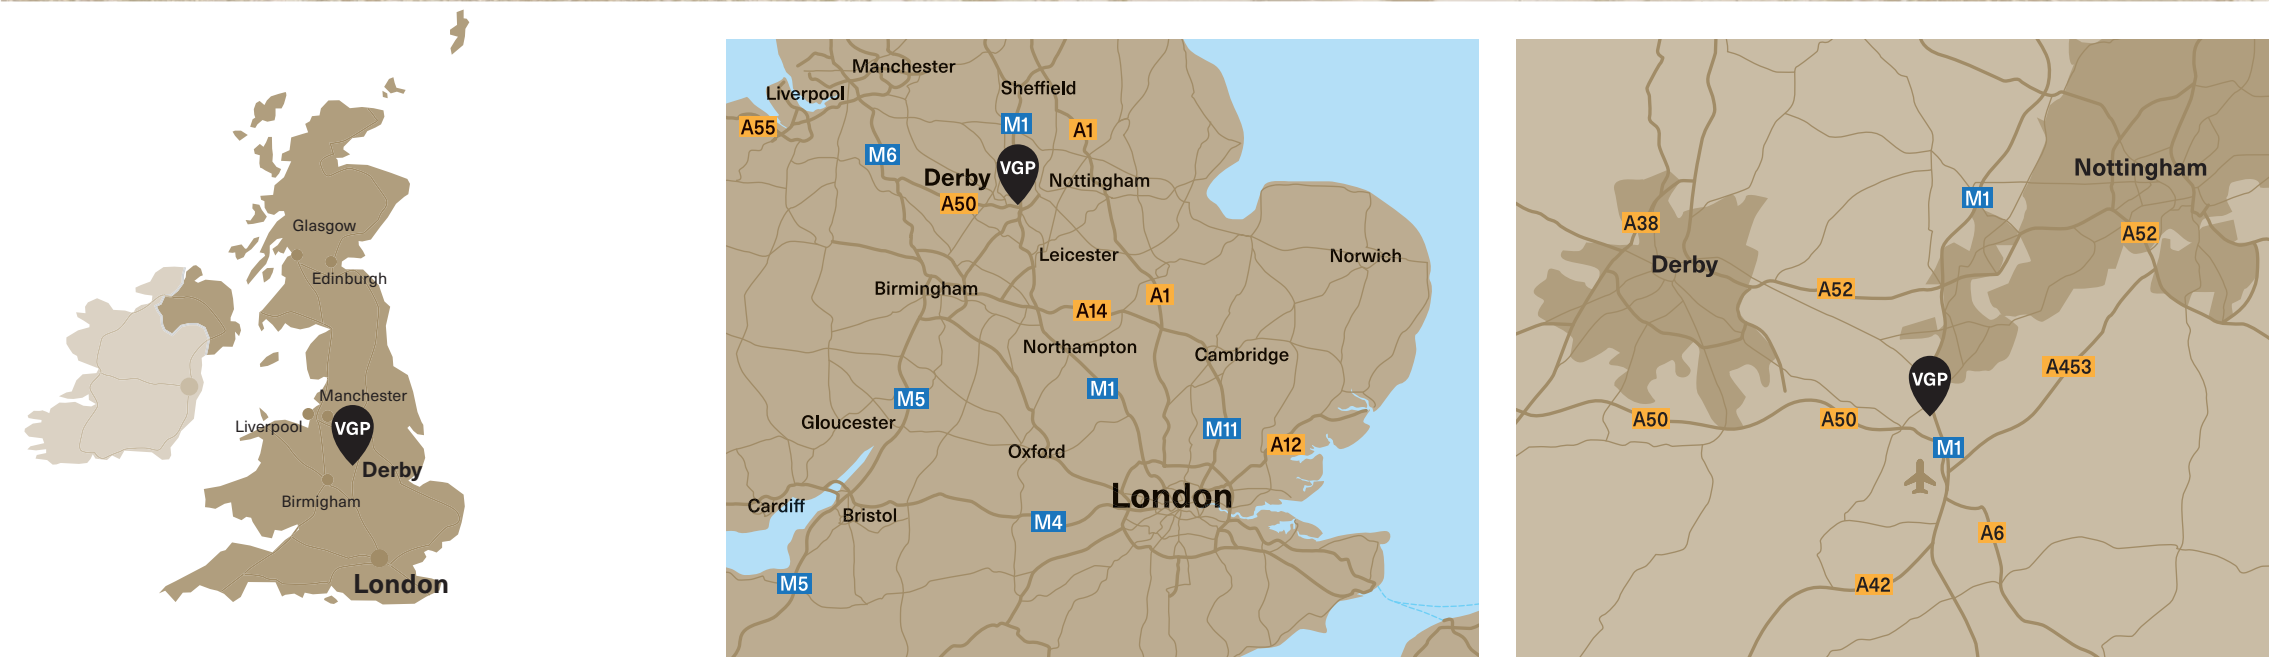 Glasgow
Edinburgh
Manchester
Liverpool
VGP
Derby
Birmigham
London
Manchester
Sheffield
Liverpool
A55
M1
A1
M6
VGP
Derby
Nottingham
A50
Leicester
Norwich
Birmingham
A1
A14
Northampton
Cambridge
M1
M5
Gloucester
M11
A12
Oxford
London
Cardiff
Bristol
M4
M5
Nottingham
M1
A38
A52
Derby
A52
A453
VGP
A50
A50
M1
A6
A42